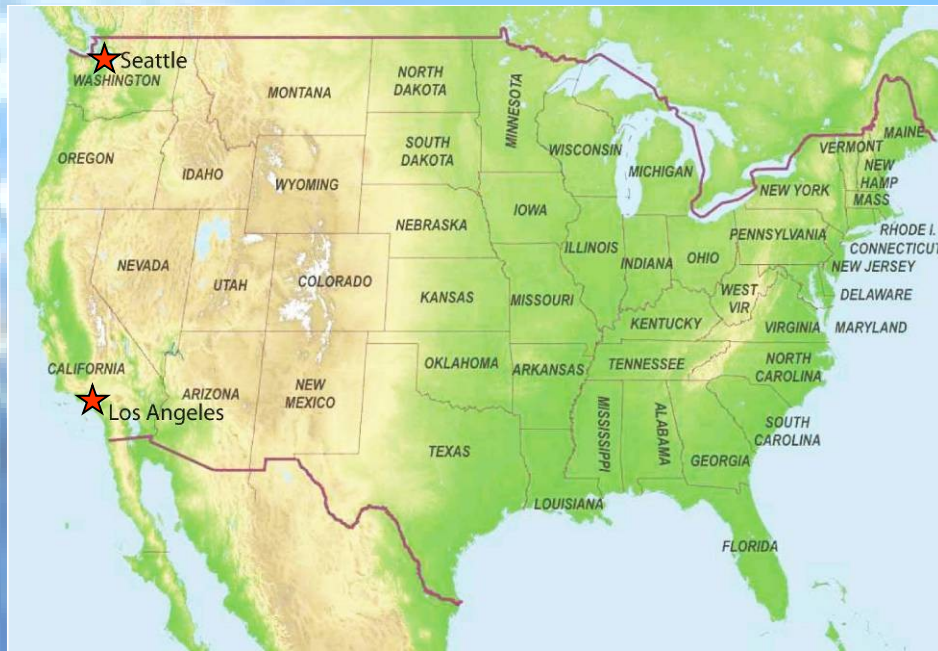 Seattle
WASHINGTON
MONTANA
NORTH
DAKOTA
MINNESOTA
MAINE
VERMONT
OREGON
IDAHO
WYOMING
SOUTH
DAKOTA
WISCONSIN
MICHIGAN
NEW
HAMP
NEW YORK
MASS
NEBRASKA
IOWA
PENNSYLVANIA
RHODE I.
CONNECTICUT
NEVADA
UTAH
COLORADO
ILLINOIS
INDIANA
OHIO
NEW JERSEY
KANSAS
MISSOURI
WEST
VIR
DELAWARE
KENTUCKY
VIRGINIA
MARYLAND
CALIFORNIA
OKLAHOMA
ARKANSAS
TENNESSEE
NORTH
CAROLINA
Los Angeles
ARIZONA
NEW
MEXICO
MISSISSIPPI
ALABAMA
SOUTH
CAROLINA
TEXAS
GEORGIA
LOUISIANA
FLORIDA